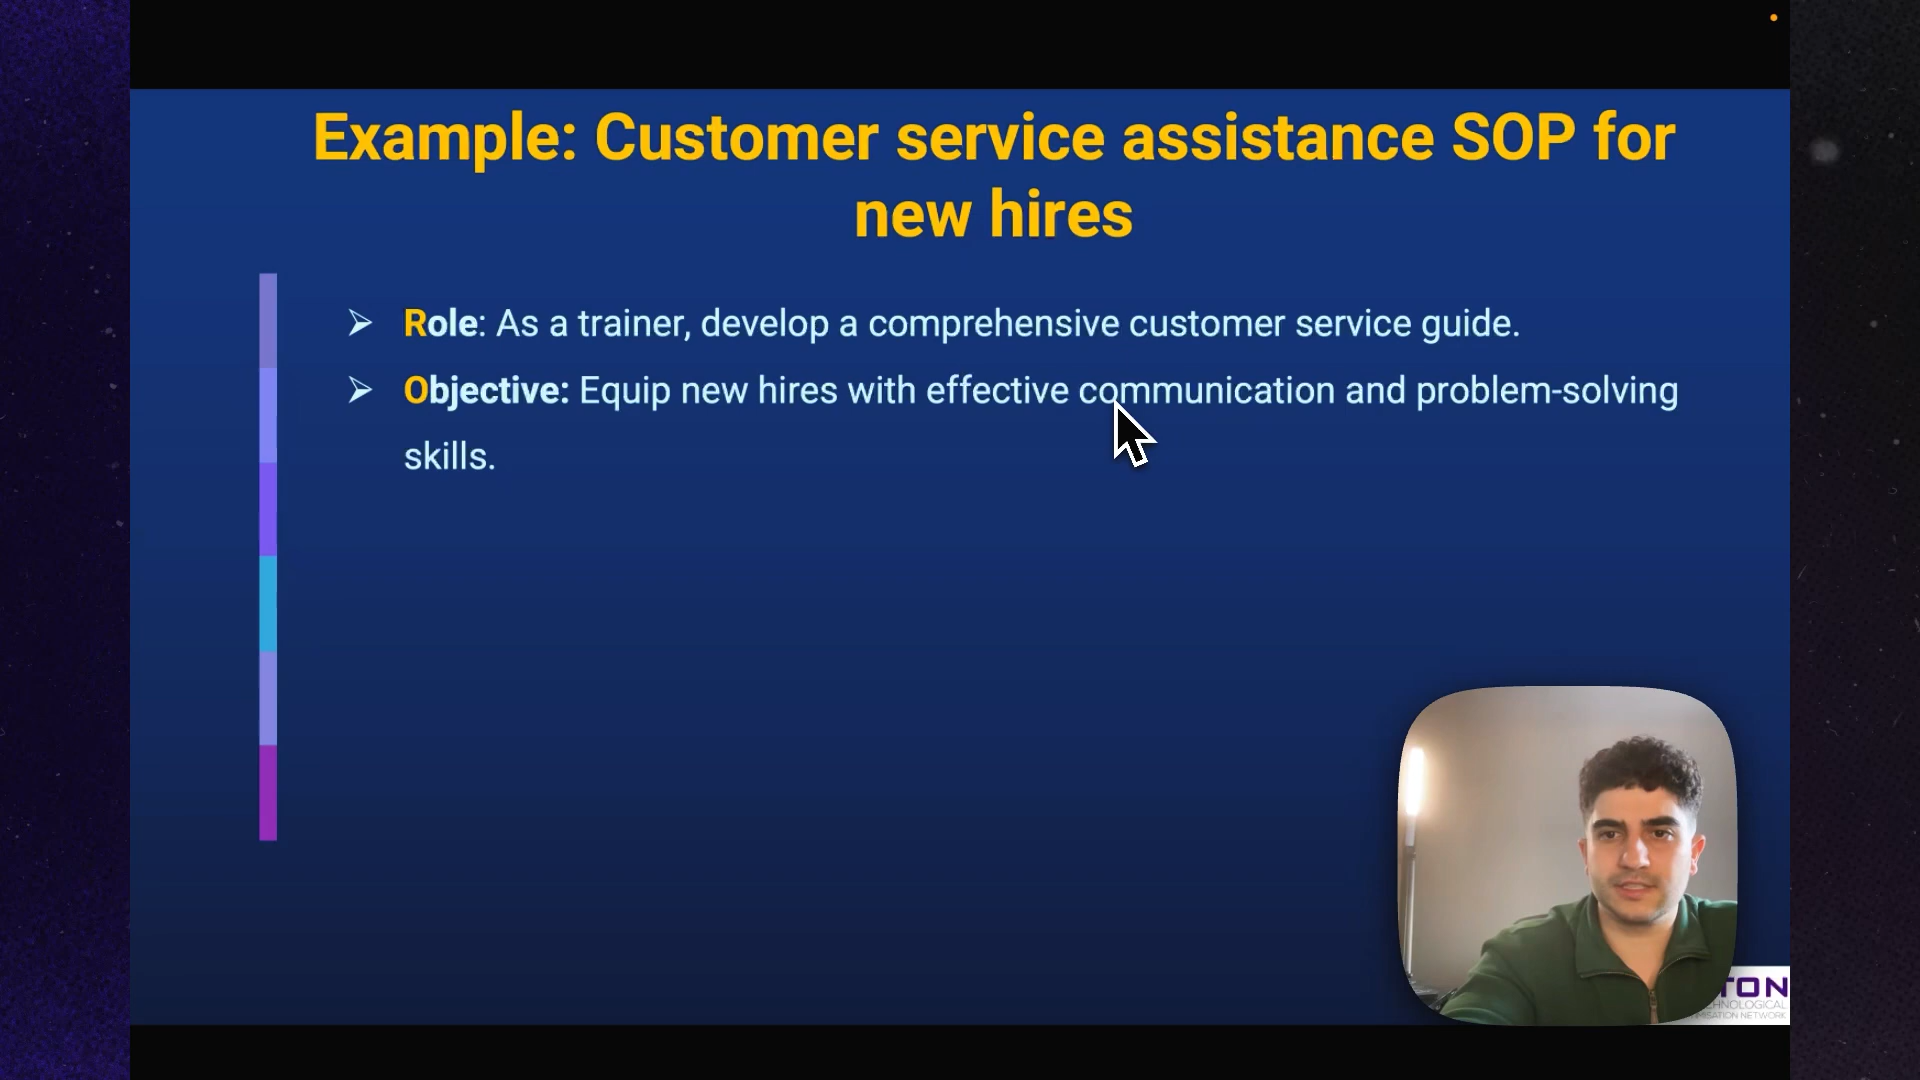 Example: Customer service assistance SOP for
new hires
Role: As a trainer, develop a comprehensive customer service guide.
Objective: Equip new hires with effective communication and problem-solving
skills.
TON